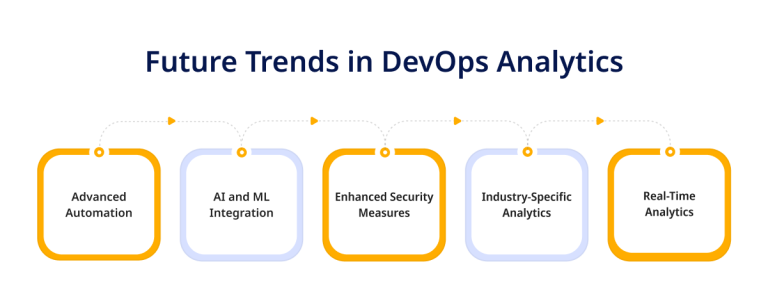 Future Trends in DevOps Analytics
Advanced
Automation
AI and ML
Integration
Enhanced Security
Measures
Industry-Specific
Analytics
Real-Time
Analytics